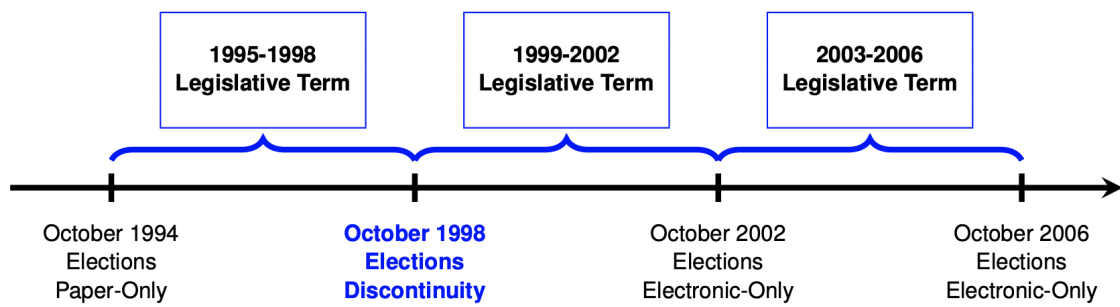 1995-1998
Legislative Term
1999-2002
Legislative Term
2003-2006
Legislative Term
October 1994
Elections
Paper-Only
October 1998
Elections
Discontinuity
October 2002
Elections
Electronic-Only
October 2006
Elections
Electronic-Only